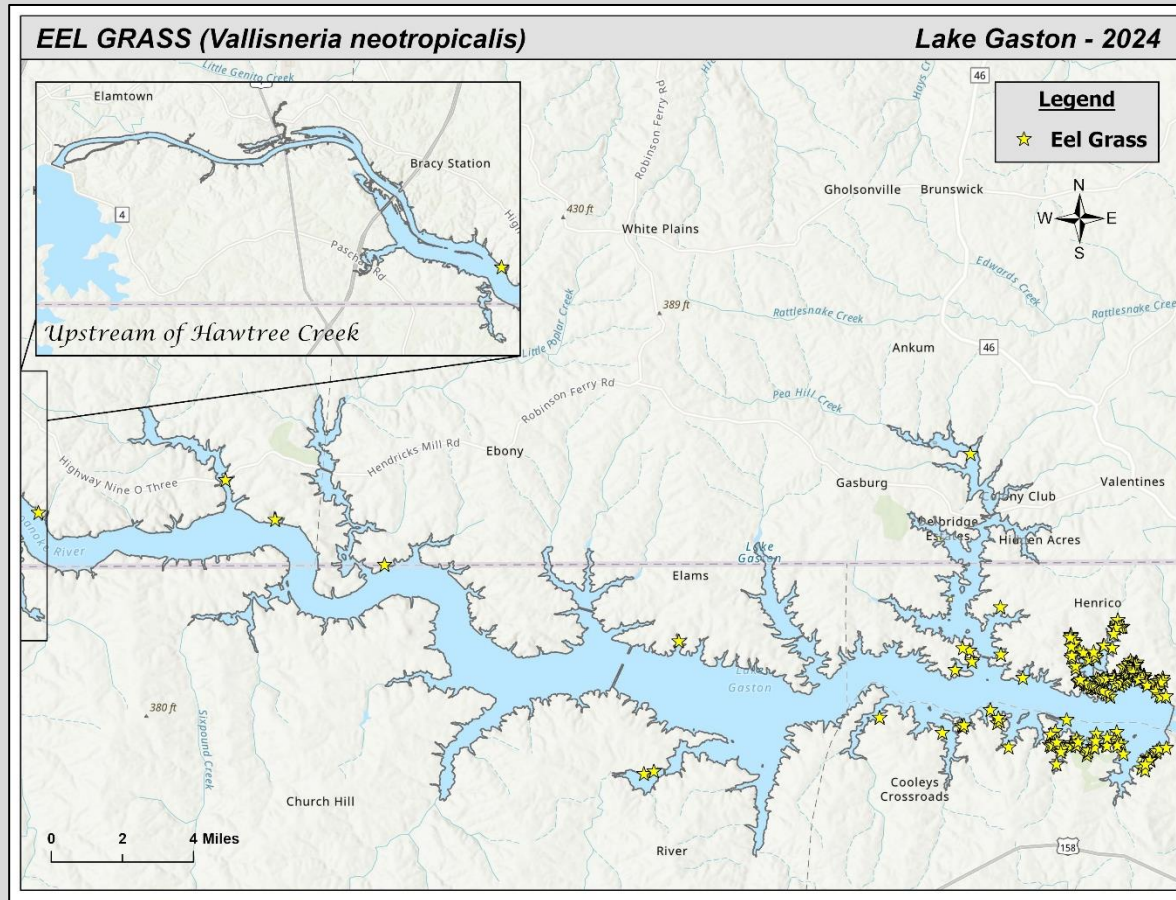 EEL GRASS (Vallisneria neotropicalis)
Lake Gaston - 2024
Little Genito Creek
Elamtown
Bracy Station
4
Paschall Rd
Upstream of Hawtree Creek
46
Hays
Legend
Eel Grass
N
W E
S
Robinson Ferry Rd
430 ft
White Plains
Gholsonville
Brunswick
Edwards Creek
389 ft
Rattlesnake Creek
Rattlesnake
Little Poplar Creek
Ankum
46
Pea Hill Creek
Robinson Ferry Rd
Hendricks Mill Rd
Ebony
Highway Nine O Three
Gasburg
Valentines
Club
Estates
Acres
River
Lake
Gaston
Elams
Henrico
Lake
Gaston
380 ft
Sixpound Creek
Church Hill
Cooleys
Crossroads
River
158
0 2 4 Miles